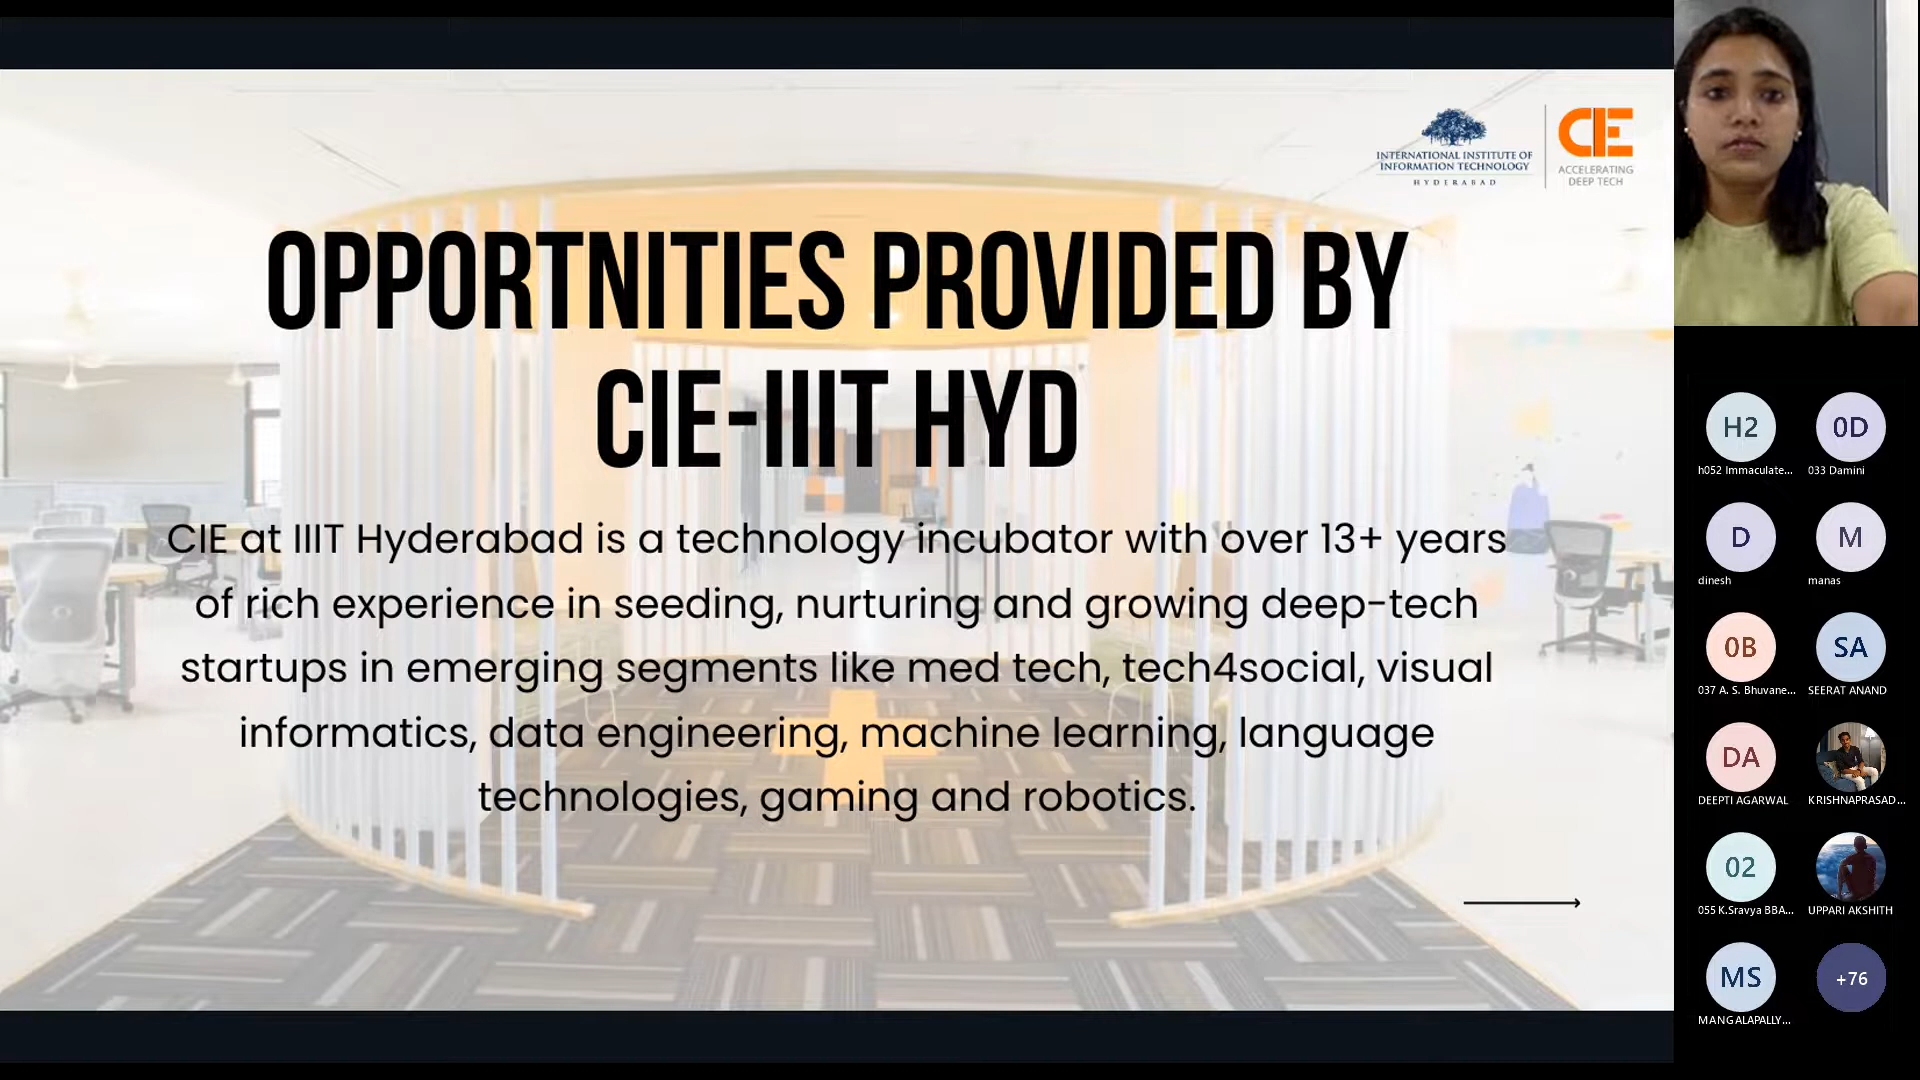 INTERNATIONAL INSTITUTE OF
INFORMATION TECHNOLOGY
HYDERABAD
CIE
ACCELERATING
DEEP TECH
OPPORTNITIES PROVIDED BY
CIE-IIIT HYD
CIE at IIIT Hyderabad is a technology incubator with over 13+ years
of rich experience in seeding, nurturing and growing deep-tech
startups in emerging segments like med tech, tech4social, visual
informatics, data engineering, machine learning, language
technologies, gaming and robotics.
H2
h052 Immaculate...
0D
033 Damini
D
dinesh
M
manas
0B
037 A. S. Bhuvane...
SA
SEERAT ANAND
DA
DEEPTI AGARWAL
KRISHNAPRASAD...
02
055 K.Sravya BBA...
UPPARI AKSHITH
MS
MANGALAPALLY...
+76